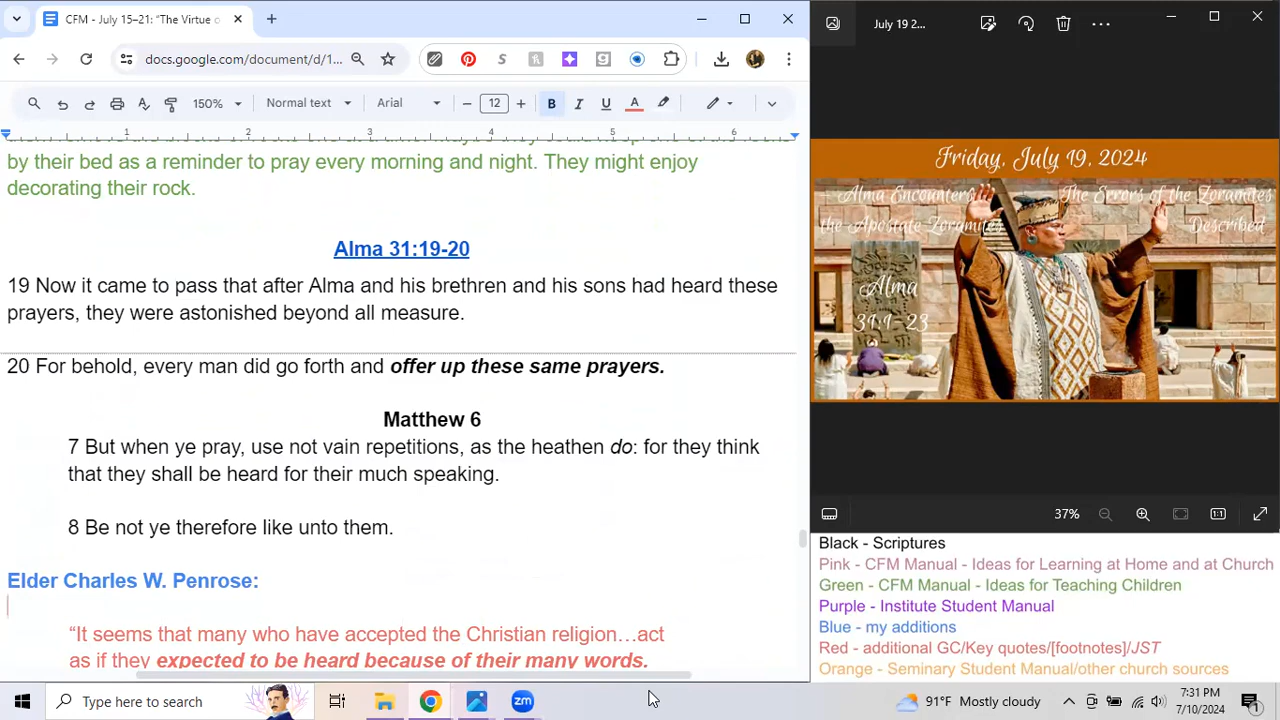 CFM - July 15–21: "The Virtue o
docs.google.com/document/d/1...
150%
Normal text
Arial
12
B
I
U
A
1
2
3
4
5
6
by their bed as a reminder to pray every morning and night. They might enjoy
decorating their rock.
Alma 31:19-20
19 Now it came to pass that after Alma and his brethren and his sons had heard these
prayers, they were astonished beyond all measure.
20 For behold, every man did go forth and offer up these same prayers.
Matthew 6
7 But when ye pray, use not vain repetitions, as the heathen do: for they think
that they shall be heard for their much speaking.
8 Be not ye therefore like unto them.
Elder Charles W. Penrose:
“It seems that many who have accepted the Christian religion…act
as if they expected to be heard because of their many words.
July 19 2...
Friday, July 19, 2024
Alma Encounters
the Apostate Zoramites
The Errors of the Zoramites
Described
Alma
31:1-23
37%
1:1
Black - Scriptures
Pink - CFM Manual - Ideas for Learning at Home and at Church
Green - CFM Manual - Ideas for Teaching Children
Purple - Institute Student Manual
Blue - my additions
Red - additional GC/Key quotes/[footnotes]/JST
Orange - Seminary Student Manual/other church sources
Type here to search
zm
91°F Mostly cloudy
7:31 PM
7/10/2024
1